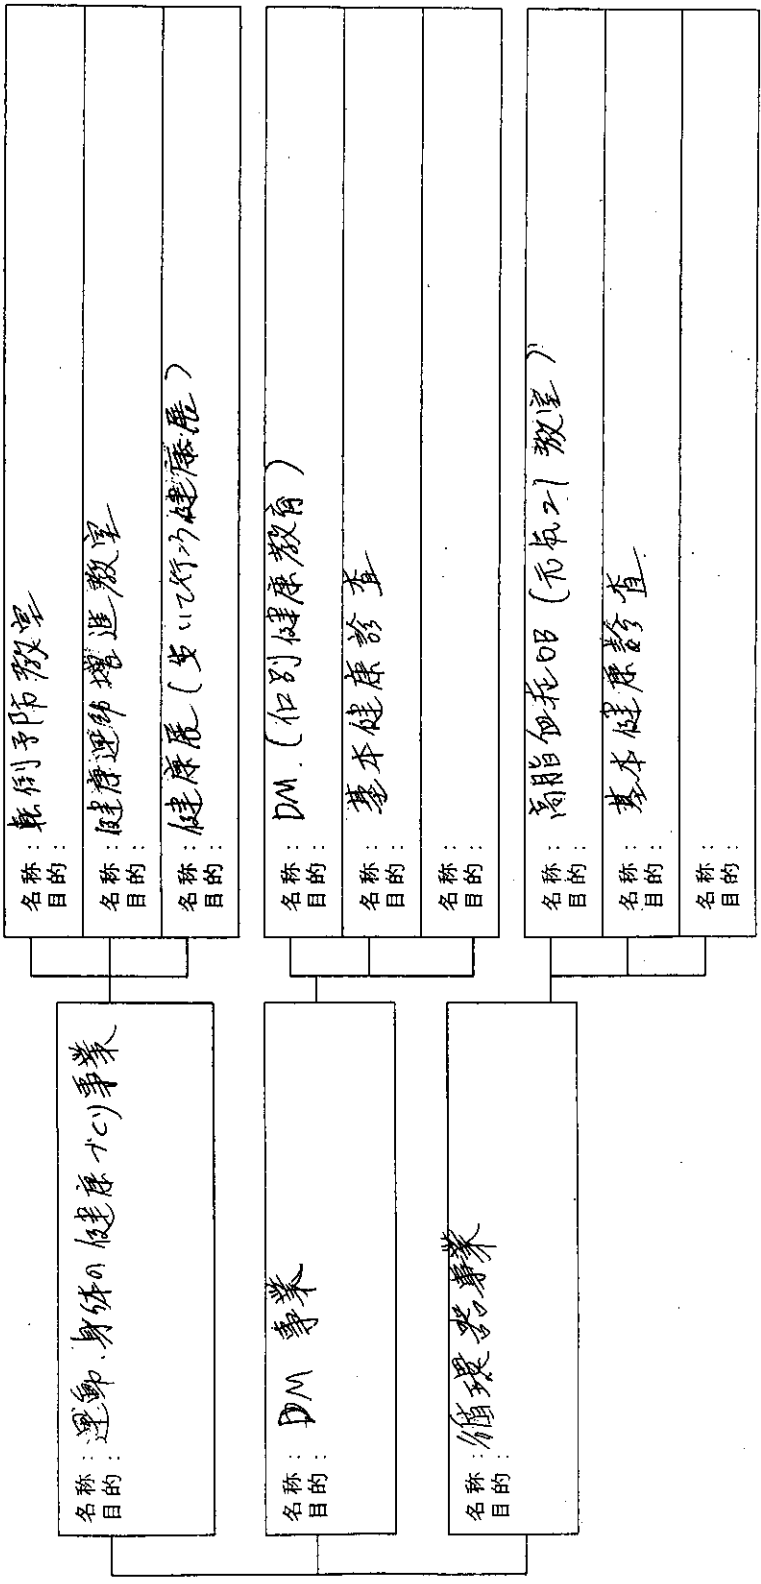 名称：運動・身体の健康づくり事業
目的：
名称：転倒予防教室
目的：
名称：健康運動増進教室
目的：
名称：健康展(歩いて行う健康展)
目的：
名称：DM 事業
目的：
名称：DM.(個別健康教育)
目的：
名称：基本健康診査
目的：
名称：
目的：
名称：循環器事業
目的：
名称：高脂血症OB(元気21教室)
目的：
名称：基本健康診査
目的：
名称：
目的：